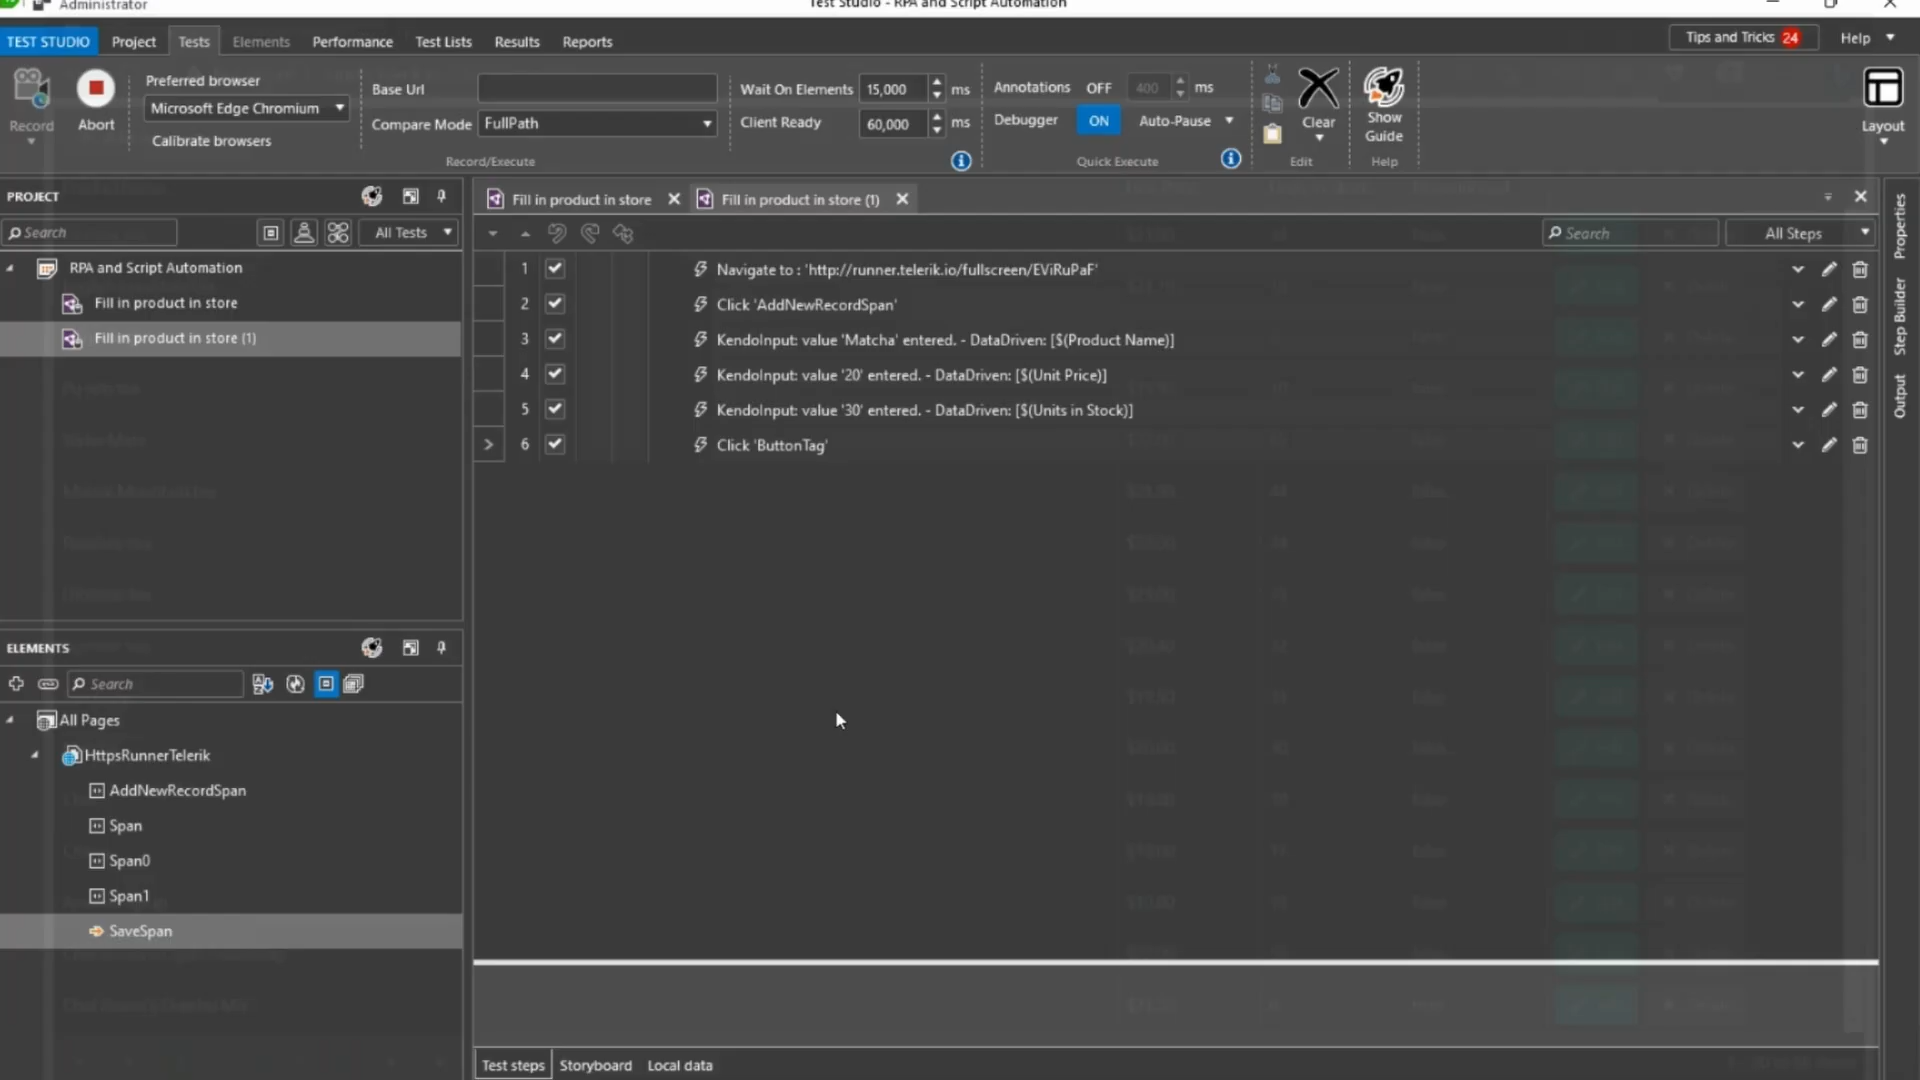 Administrator
Test Studio - RPA and Script Automation
TEST STUDIO Project Tests Elements Performance Test Lists Results Reports
Tips and Tricks 24 Help
Record
Abort
Preferred browser
Microsoft Edge Chromium
Calibrate browsers
Base Url
Compare Mode FullPath
Record/Execute
Wait On Elements 15,000 ms
Client Ready 60,000 ms
Annotations OFF 400 ms
Debugger ON Auto-Pause
Quick Execute
Clear
Edit
Show
Guide
Help
Layout
PROJECT
Search
All Tests
RPA and Script Automation
Fill in product in store
Fill in product in store (1)
Fill in product in store
Fill in product in store (1)
Search
All Steps
1 Navigate to : 'http://runner.telerik.io/fullscreen/EViRuPaF'
2 Click 'AddNewRecordSpan'
3 KendoInput: value 'Matcha' entered. - DataDriven: [$(Product Name)]
4 KendoInput: value '20' entered. - DataDriven: [$(Unit Price)]
5 KendoInput: value '30' entered. - DataDriven: [$(Units in Stock)]
6 Click 'ButtonTag'
Properties
Step Builder
Output
ELEMENTS
Search
All Pages
HttpsRunnerTelerik
AddNewRecordSpan
Span
Span0
Span1
SaveSpan
Test steps Storyboard Local data